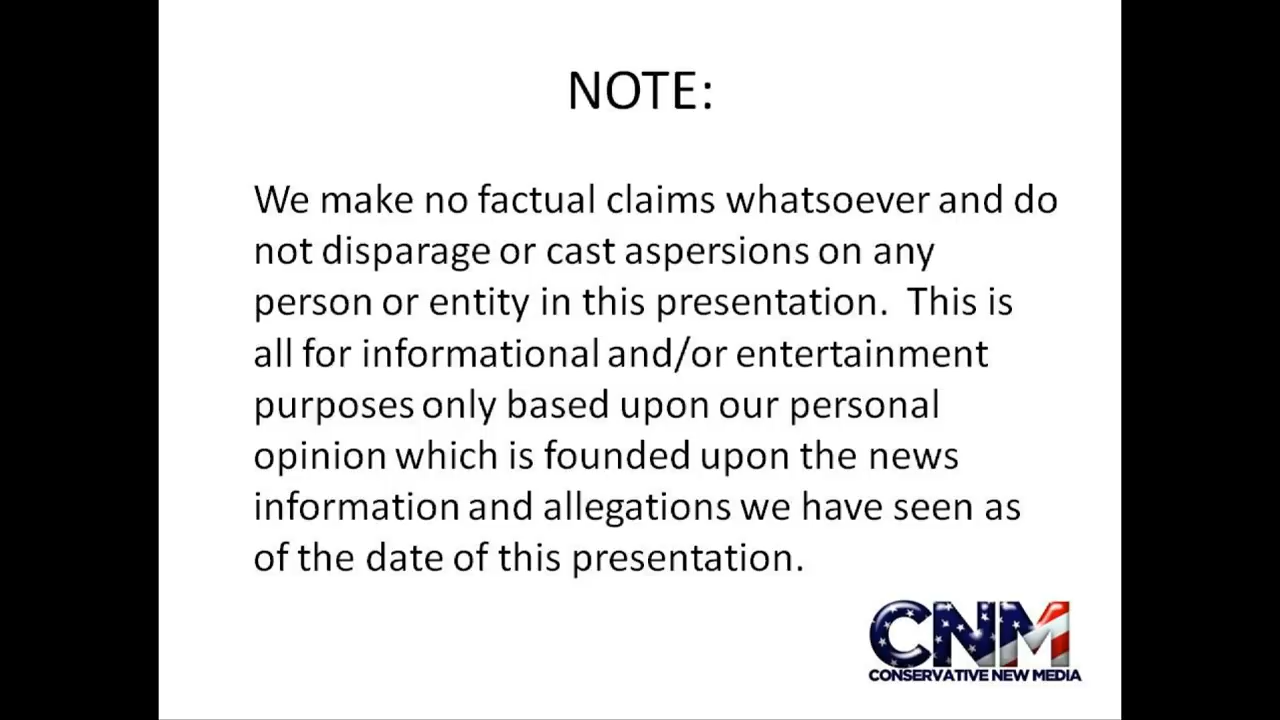 NOTE:
We make no factual claims whatsoever and do
not disparage or cast aspersions on any
person or entity in this presentation.  This is
all for informational and/or entertainment
purposes only based upon our personal
opinion which is founded upon the news
information and allegations we have seen as
of the date of this presentation.
CNM
CONSERVATIVE NEW MEDIA